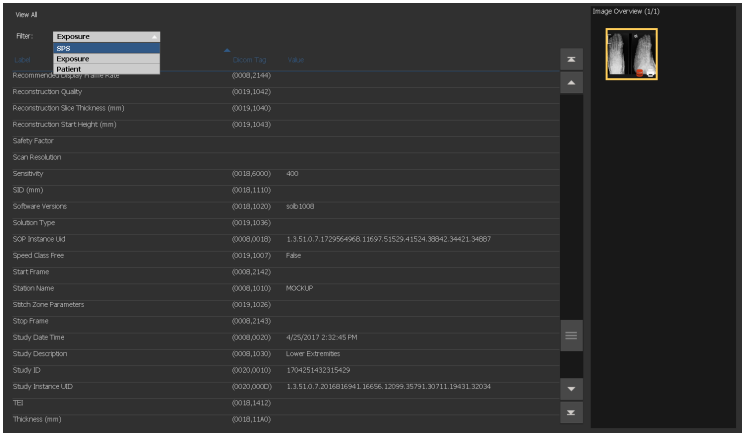 View All
Image Overview (1/1)
Filter: Exposure
SPS
Exposure
Patient
Label Dicom Tag Value
Recommended Display Frame Rate (0008,2144)
Reconstruction Quality (0019,1042)
Reconstruction Slice Thickness (mm) (0019,1040)
Reconstruction Start Height (mm) (0019,1043)
Safety Factor
Scan Resolution
Sensitivity (0018,6000) 400
SID (mm) (0018,1110)
Software Versions (0018,1020) solb1008
Solution Type (0019,1036)
SOP Instance Uid (0008,0018) 1.3.51.0.7.1729564968.11697.51529.41524.38842.34421.34887
Speed Class Free (0019,1007) False
Start Frame (0008,2142)
Station Name (0008,1010) MOCKUP
Stitch Zone Parameters (0019,1026)
Stop Frame (0008,2143)
Study Date Time (0008,0020) 4/25/2017 2:32:45 PM
Study Description (0008,1030) Lower Extremities
Study ID (0020,0010) 1704251432315429
Study Instance UID (0020,000D) 1.3.51.0.7.2016816941.16656.12099.35791.30711.19431.32034
TEI (0018,1412)
Thickness (mm) (0018,11A0)